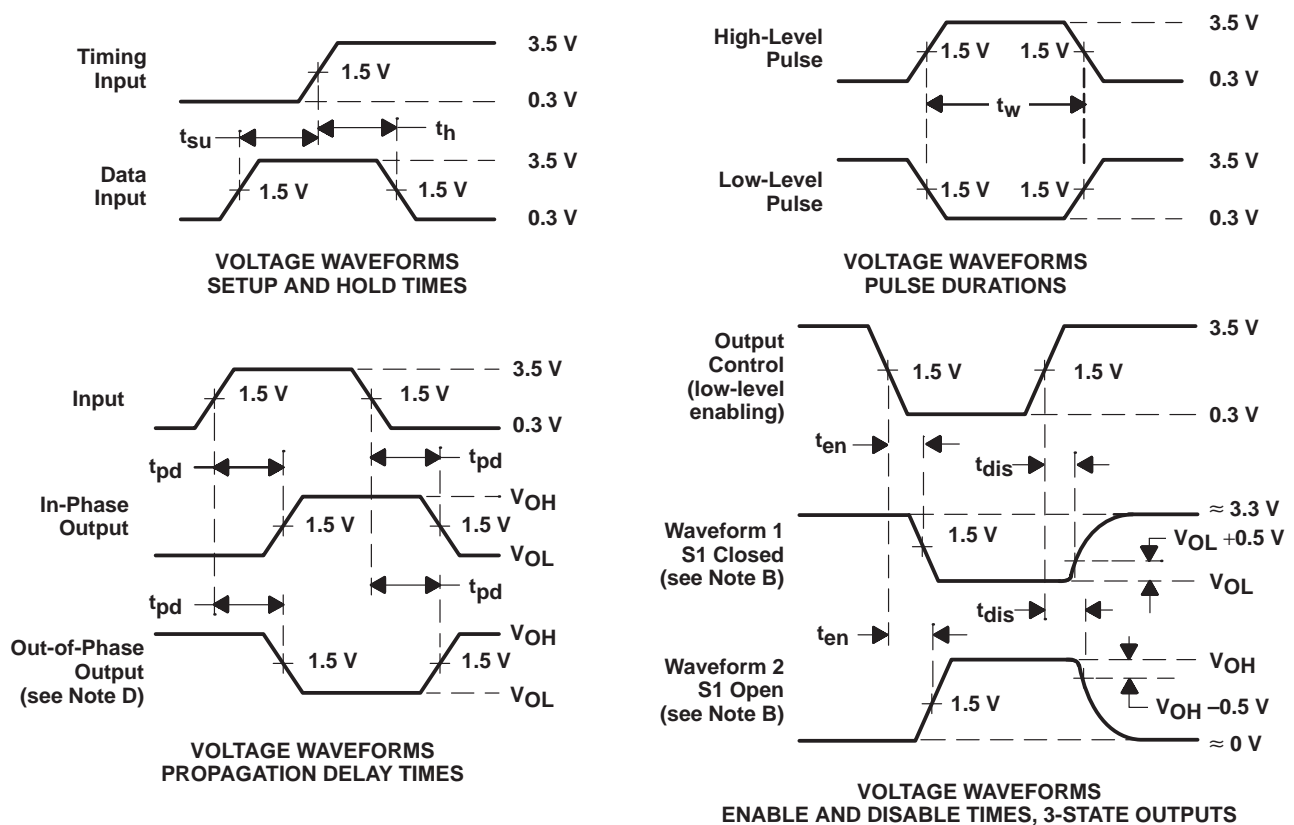 Timing
Input
3.5 V
1.5 V
0.3 V
tsu
th
Data
Input
3.5 V
1.5 V
1.5 V
0.3 V
VOLTAGE WAVEFORMS
SETUP AND HOLD TIMES
High-Level
Pulse
3.5 V
1.5 V
1.5 V
0.3 V
tw
Low-Level
Pulse
3.5 V
1.5 V
1.5 V
0.3 V
VOLTAGE WAVEFORMS
PULSE DURATIONS
Input
3.5 V
1.5 V
1.5 V
0.3 V
tpd
tpd
In-Phase
Output
VOH
1.5 V
1.5 V
VOL
tpd
tpd
Out-of-Phase
Output
(see Note D)
VOH
1.5 V
1.5 V
VOL
VOLTAGE WAVEFORMS
PROPAGATION DELAY TIMES
Output
Control
(low-level
enabling)
3.5 V
1.5 V
1.5 V
0.3 V
ten
tdis
Waveform 1
S1 Closed
(see Note B)
≈ 3.3 V
1.5 V
VOL +0.5 V
VOL
ten
tdis
Waveform 2
S1 Open
(see Note B)
VOH
1.5 V
VOH –0.5 V
≈ 0 V
VOLTAGE WAVEFORMS
ENABLE AND DISABLE TIMES, 3-STATE OUTPUTS